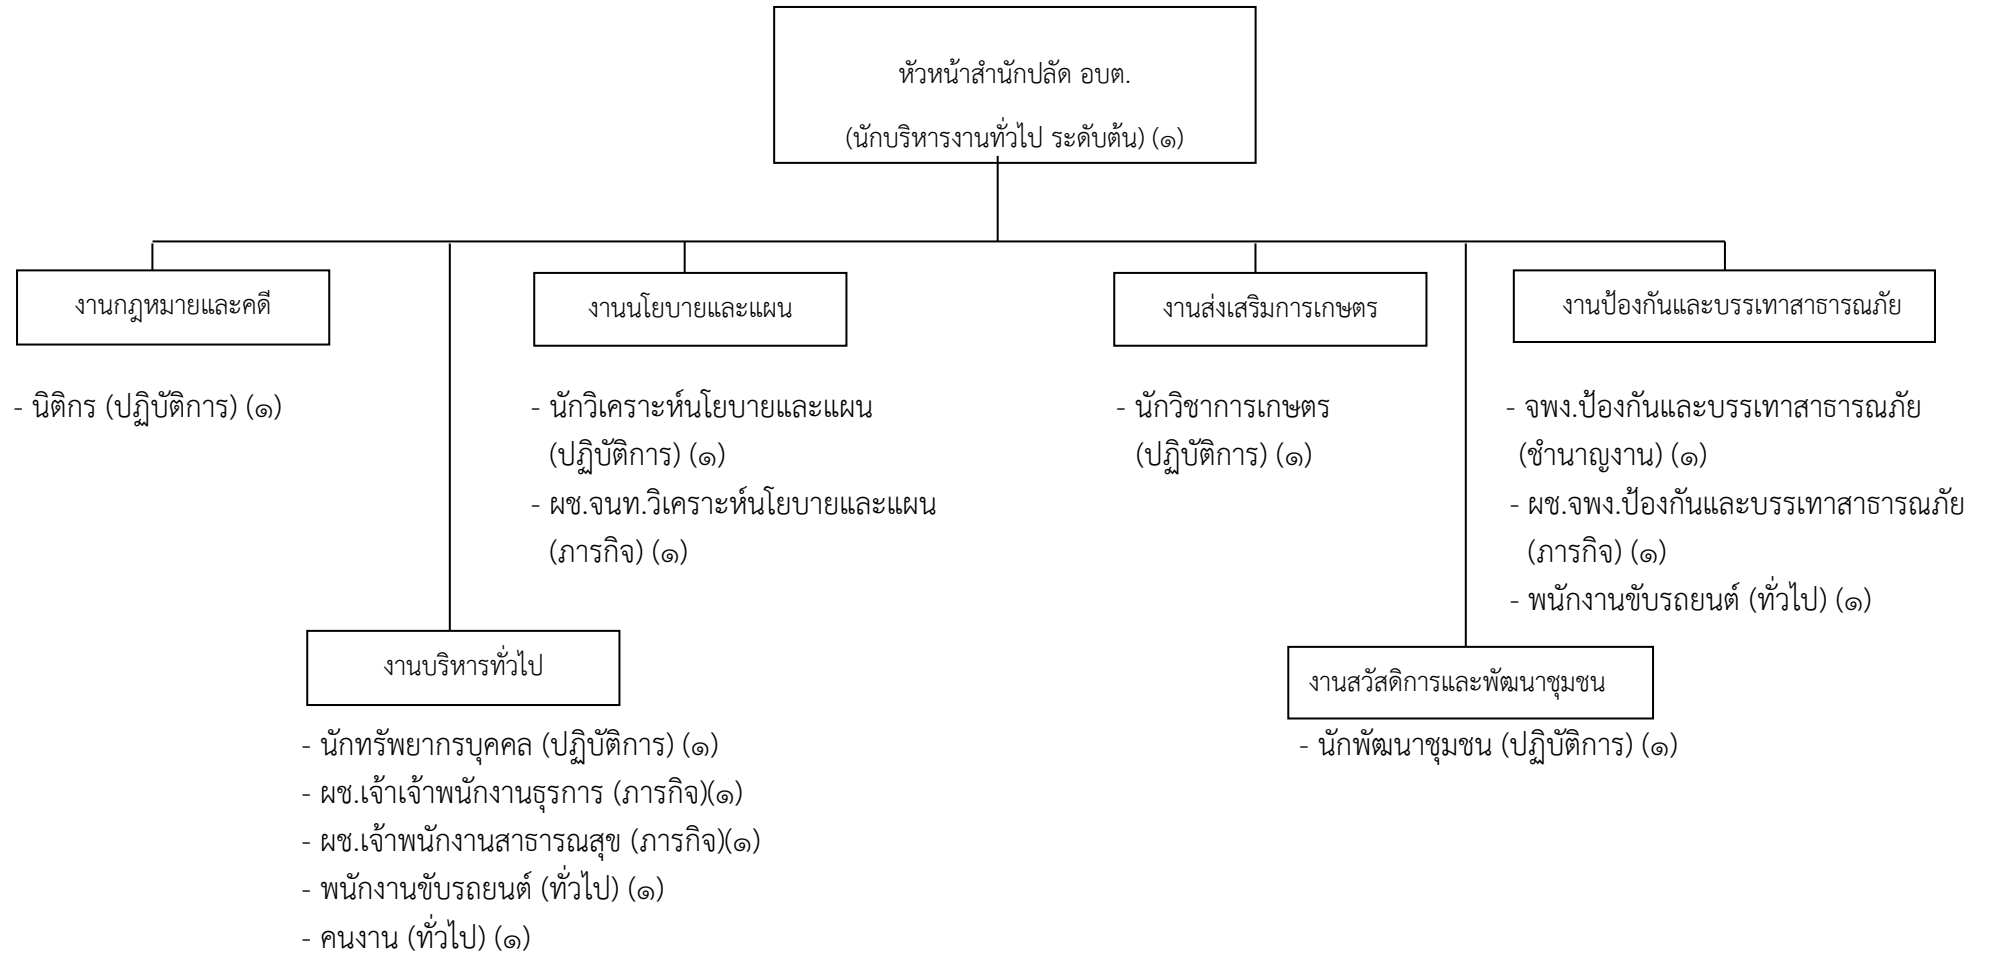 หัวหน้าสำนักปลัด อบต.
(นักบริหารงานทั่วไป ระดับต้น) (๑)
งานกฎหมายและคดี
- นิติกร (ปฏิบัติการ) (๑)
งานนโยบายและแผน
- นักวิเคราะห์นโยบายและแผน
(ปฏิบัติการ) (๑)
- ผช.จนท.วิเคราะห์นโยบายและแผน
(ภารกิจ) (๑)
งานส่งเสริมการเกษตร
- นักวิชาการเกษตร
(ปฏิบัติการ) (๑)
งานป้องกันและบรรเทาสาธารณภัย
- จพง.ป้องกันและบรรเทาสาธารณภัย
(ชำนาญงาน) (๑)
- ผช.จพง.ป้องกันและบรรเทาสาธารณภัย
(ภารกิจ) (๑)
- พนักงานขับรถยนต์ (ทั่วไป) (๑)
งานบริหารทั่วไป
- นักทรัพยากรบุคคล (ปฏิบัติการ) (๑)
- ผช.เจ้าเจ้าพนักงานธุรการ (ภารกิจ)(๑)
- ผช.เจ้าพนักงานสาธารณสุข (ภารกิจ)(๑)
- พนักงานขับรถยนต์ (ทั่วไป) (๑)
- คนงาน (ทั่วไป) (๑)
งานสวัสดิการและพัฒนาชุมชน
- นักพัฒนาชุมชน (ปฏิบัติการ) (๑)